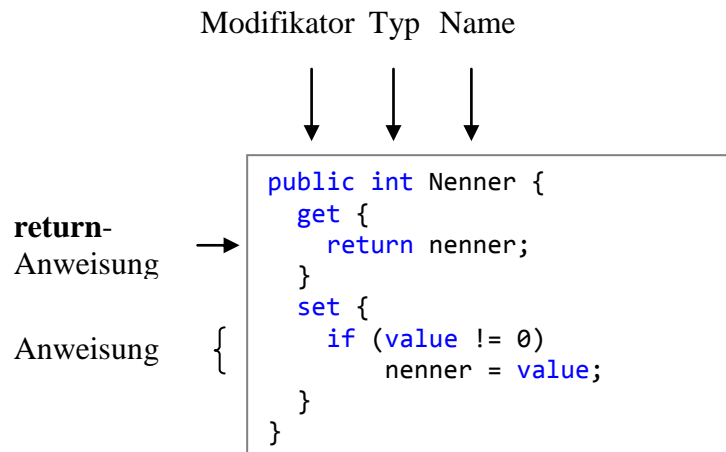 Modifikator Typ Name
public int Nenner {
get {
return-
Anweisung
return nenner;
}
set {
Anweisung
if (value != 0)
nenner = value;
}
}